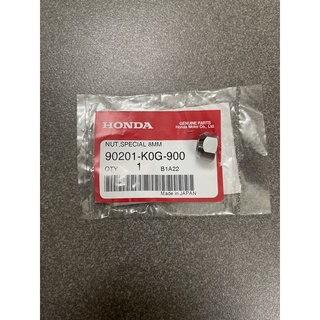 HONDA
GENUINE PARTS
Honda Motor Co., Ltd.
NUT,SPECIAL 8MM
90201-K0G-900
QTY 1 B1A22
Made in JAPAN